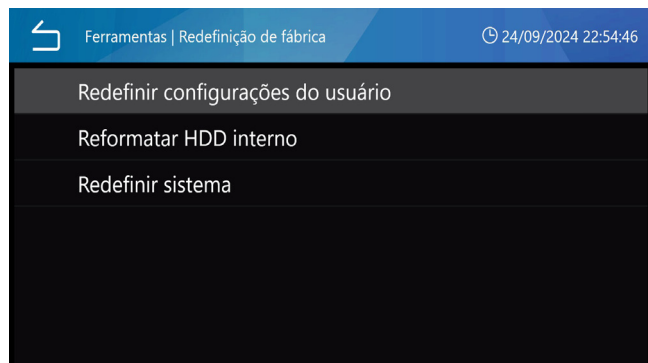 Ferramentas | Redefinição de fábrica
24/09/2024 22:54:46
Redefinir configurações do usuário
Reformatar HDD interno
Redefinir sistema